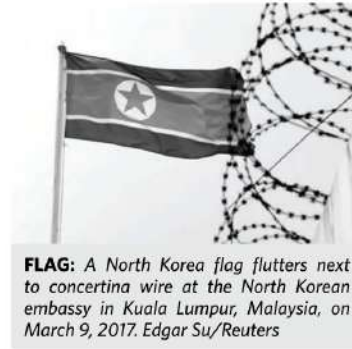 FLAG: A North Korea flag flutters next
to concertina wire at the North Korean
embassy in Kuala Lumpur, Malaysia, on
March 9, 2017. Edgar Su/Reuters